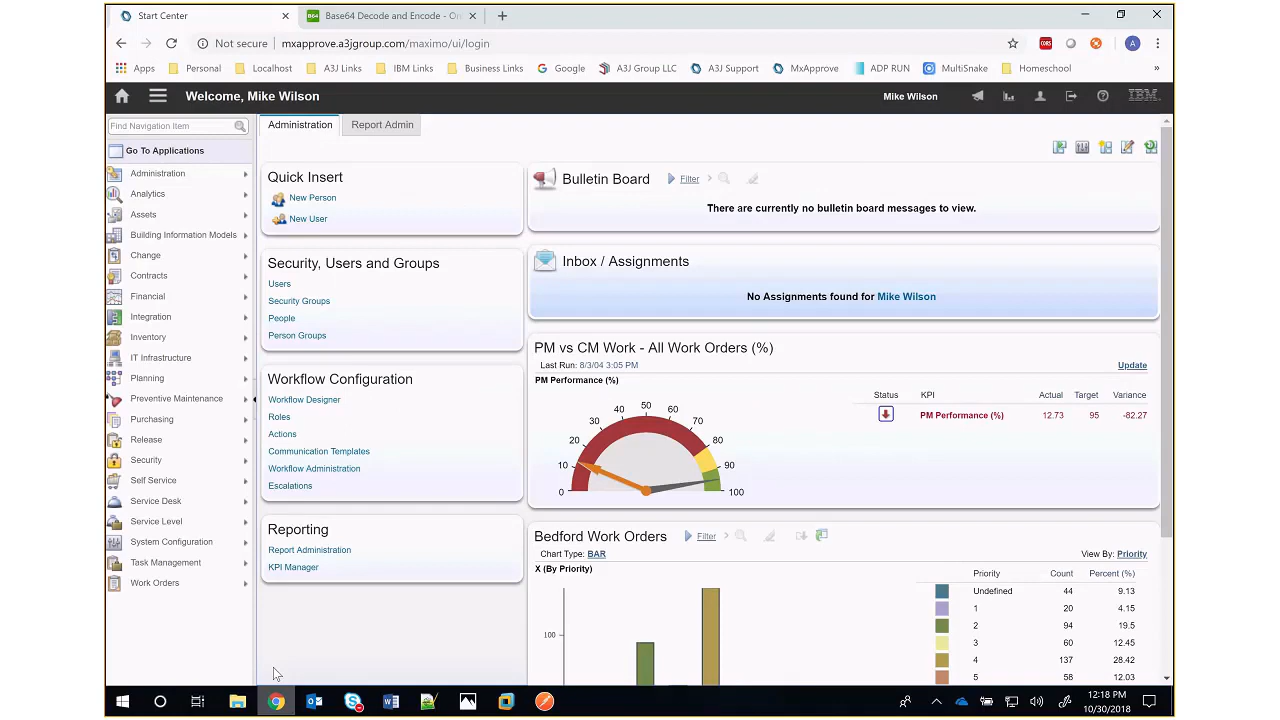 Start Center
B64 Base64 Decode and Encode - On
Not secure mxapprove.a3jgroup.com/maximo/ui/login
A
Apps Personal Localhost A3J Links IBM Links Business Links Google A3J Group LLC A3J Support MxApprove ADP RUN MultiSnake Homeschool »
Welcome, Mike Wilson
Mike Wilson
IBM
Find Navigation Item
Administration Report Admin
Go To Applications
Administration
Analytics
Assets
Building Information Models
Change
Contracts
Financial
Integration
Inventory
IT Infrastructure
Planning
Preventive Maintenance
Purchasing
Release
Security
Self Service
Service Desk
Service Level
System Configuration
Task Management
Work Orders
Quick Insert
New Person
New User
Security, Users and Groups
Users
Security Groups
People
Person Groups
Workflow Configuration
Workflow Designer
Roles
Actions
Communication Templates
Workflow Administration
Escalations
Reporting
Report Administration
KPI Manager
Bulletin Board Filter
There are currently no bulletin board messages to view.
Inbox / Assignments
No Assignments found for Mike Wilson
PM vs CM Work - All Work Orders (%)
Last Run: 8/3/04 3:05 PM Update
PM Performance (%)
0 10 20 30 40 50 60 70 80 90 100
Status KPI Actual Target Variance
PM Performance (%) 12.73 95 -82.27
Bedford Work Orders Filter
Chart Type: BAR View By: Priority
X (By Priority)
100
Priority Count Percent (%)
Undefined 44 9.13
1 20 4.15
2 94 19.5
3 60 12.45
4 137 28.42
5 58 12.03
12:18 PM
10/30/2018